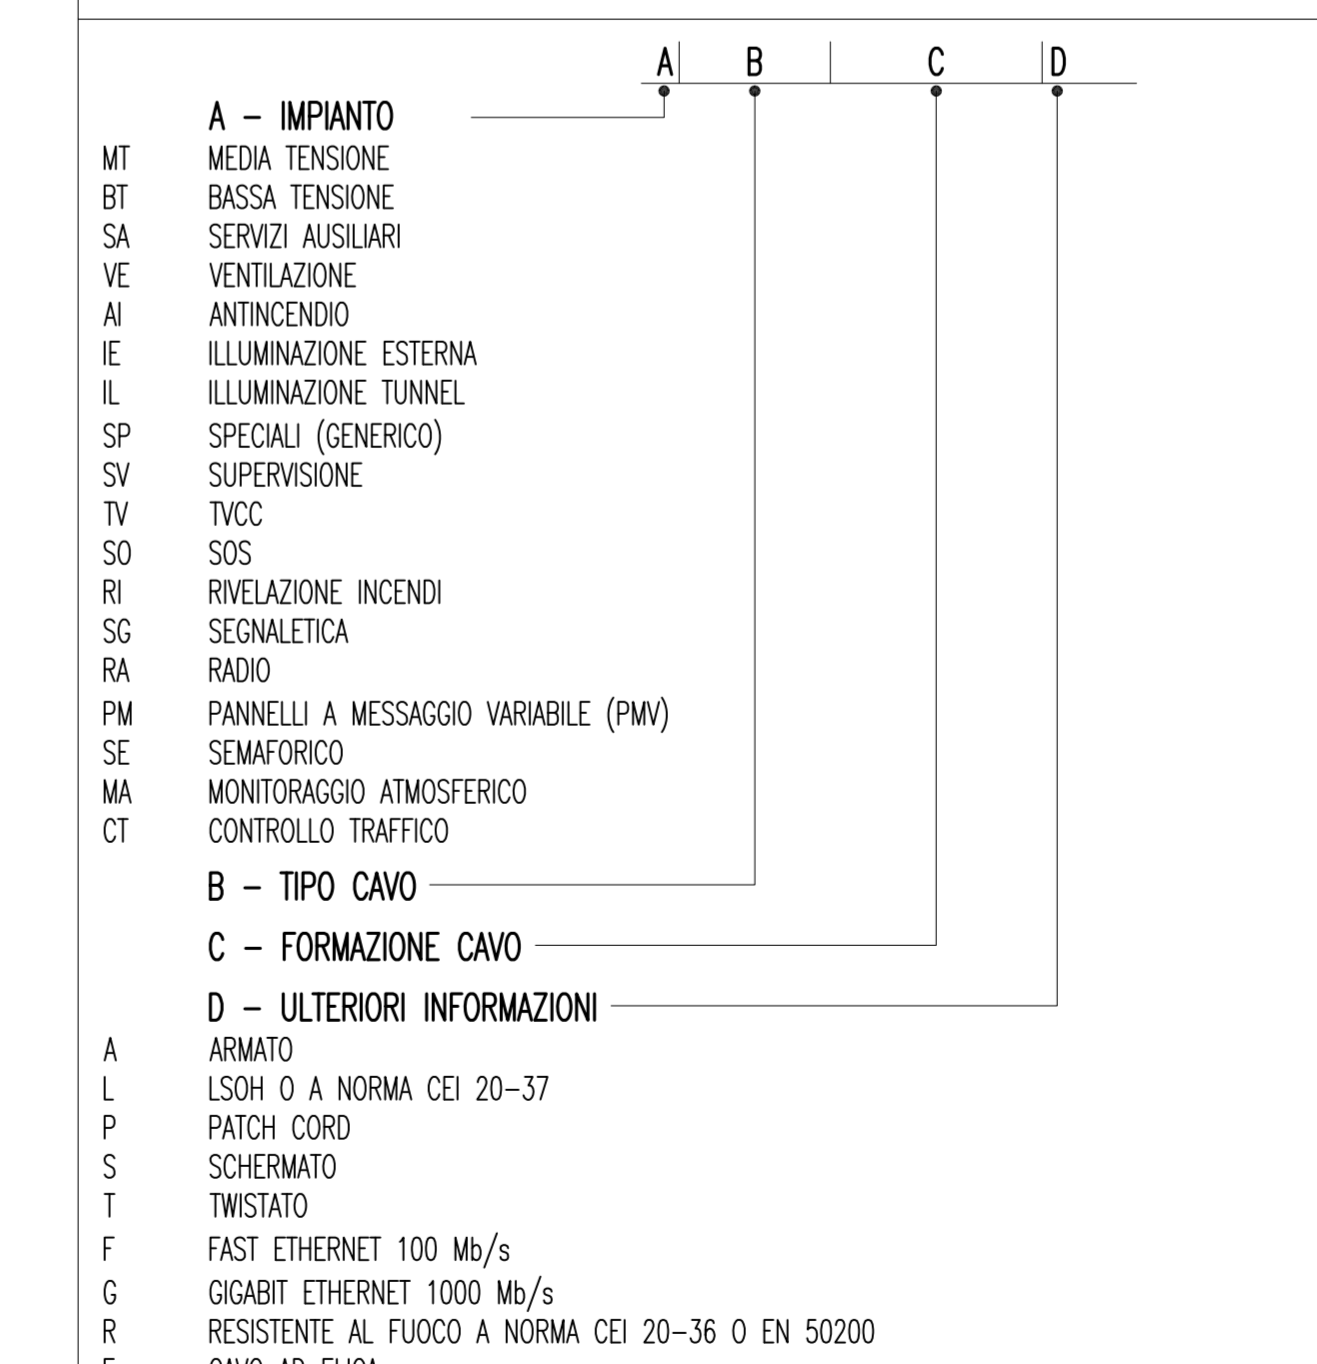 A B C D
A – IMPIANTO
MT MEDIA TENSIONE
BT BASSA TENSIONE
SA SERVIZI AUSILIARI
VE VENTILAZIONE
AI ANTINCENDIO
IE ILLUMINAZIONE ESTERNA
IL ILLUMINAZIONE TUNNEL
SP SPECIALI (GENERICO)
SV SUPERVISIONE
TV TVCC
SO SOS
RI RIVELAZIONE INCENDI
SG SEGNALETICA
RA RADIO
PM PANNELLI A MESSAGGIO VARIABILE (PMV)
SE SEMAFORICO
MA MONITORAGGIO ATMOSFERICO
CT CONTROLLO TRAFFICO
B – TIPO CAVO
C – FORMAZIONE CAVO
D – ULTERIORI INFORMAZIONI
A ARMATO
L LSOH O A NORMA CEI 20–37
P PATCH CORD
S SCHERMATO
T TWISTATO
F FAST ETHERNET 100 Mb/s
G GIGABIT ETHERNET 1000 Mb/s
R RESISTENTE AL FUOCO A NORMA CEI 20–36 O EN 50200